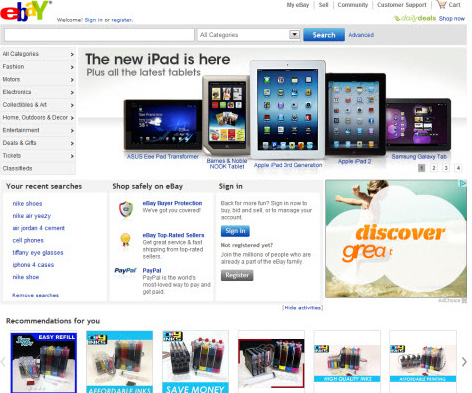 ebay
Welcome! Sign in or register.
My eBay
Sell
Community
Customer Support
Cart
dailydeals Shop now
All Categories
Search
Advanced
All Categories
Fashion
Motors
Electronics
Collectibles & Art
Home, Outdoors & Decor
Entertainment
Deals & Gifts
Tickets
Classifieds
The new iPad is here
Plus all the latest tablets
ASUS Eee Pad Transformer
Barnes & Noble
NOOK Tablet
Apple iPad 3rd Generation
Apple iPad 2
Samsung Galaxy Tab
1 2 3 4
Your recent searches
nike shoes
nike air yeezy
air jordan 4 cement
cell phones
tiffany eye glasses
iphone 4 cases
nike shoe
Remove searches
Shop safely on eBay
eBay Buyer Protection
We've got you covered!
eBay Top-Rated
Sellers
Get great service & fast
shipping from top-rated
sellers.
PayPal
PayPal
PayPal is the world's
most-loved way to pay and
get paid.
Sign in
Back for more fun? Sign in now to
buy, bid and sell, or to manage
your account.
Sign in
Not registered yet?
Join the millions of people who
are already a part of the eBay family
Register
discover
great
AdChoice
[Hide activities]
Recommendations for you
EASY REFILL
AFFORDABLE INKS
INKS
SAVE MONEY
HIGH QUALITY INKS
AFFORDABLE PRINTING